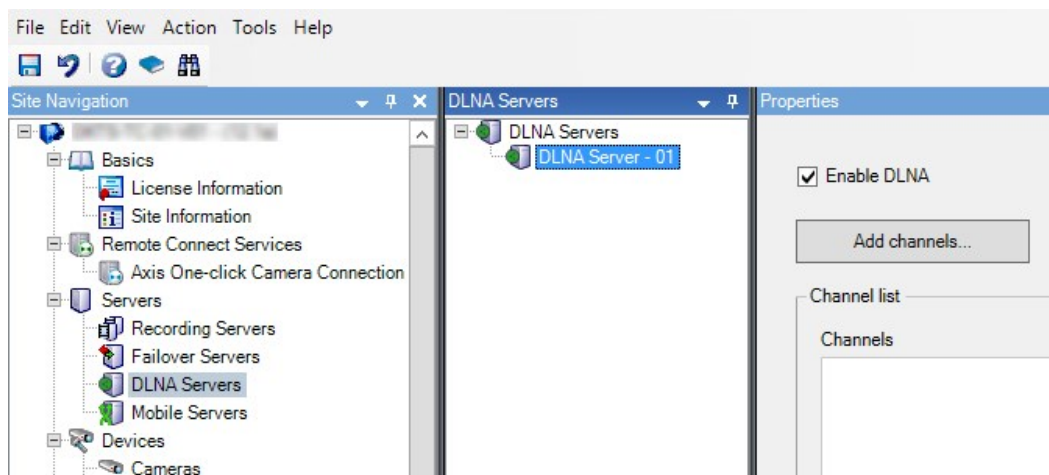 File Edit View Action Tools Help
Site Navigation
Basics
License Information
Site Information
Remote Connect Services
Axis One-click Camera Connection
Servers
Recording Servers
Failover Servers
DLNA Servers
Mobile Servers
Devices
Cameras
DLNA Servers
DLNA Servers
DLNA Server - 01
Properties
Enable DLNA
Add channels...
Channel list
Channels